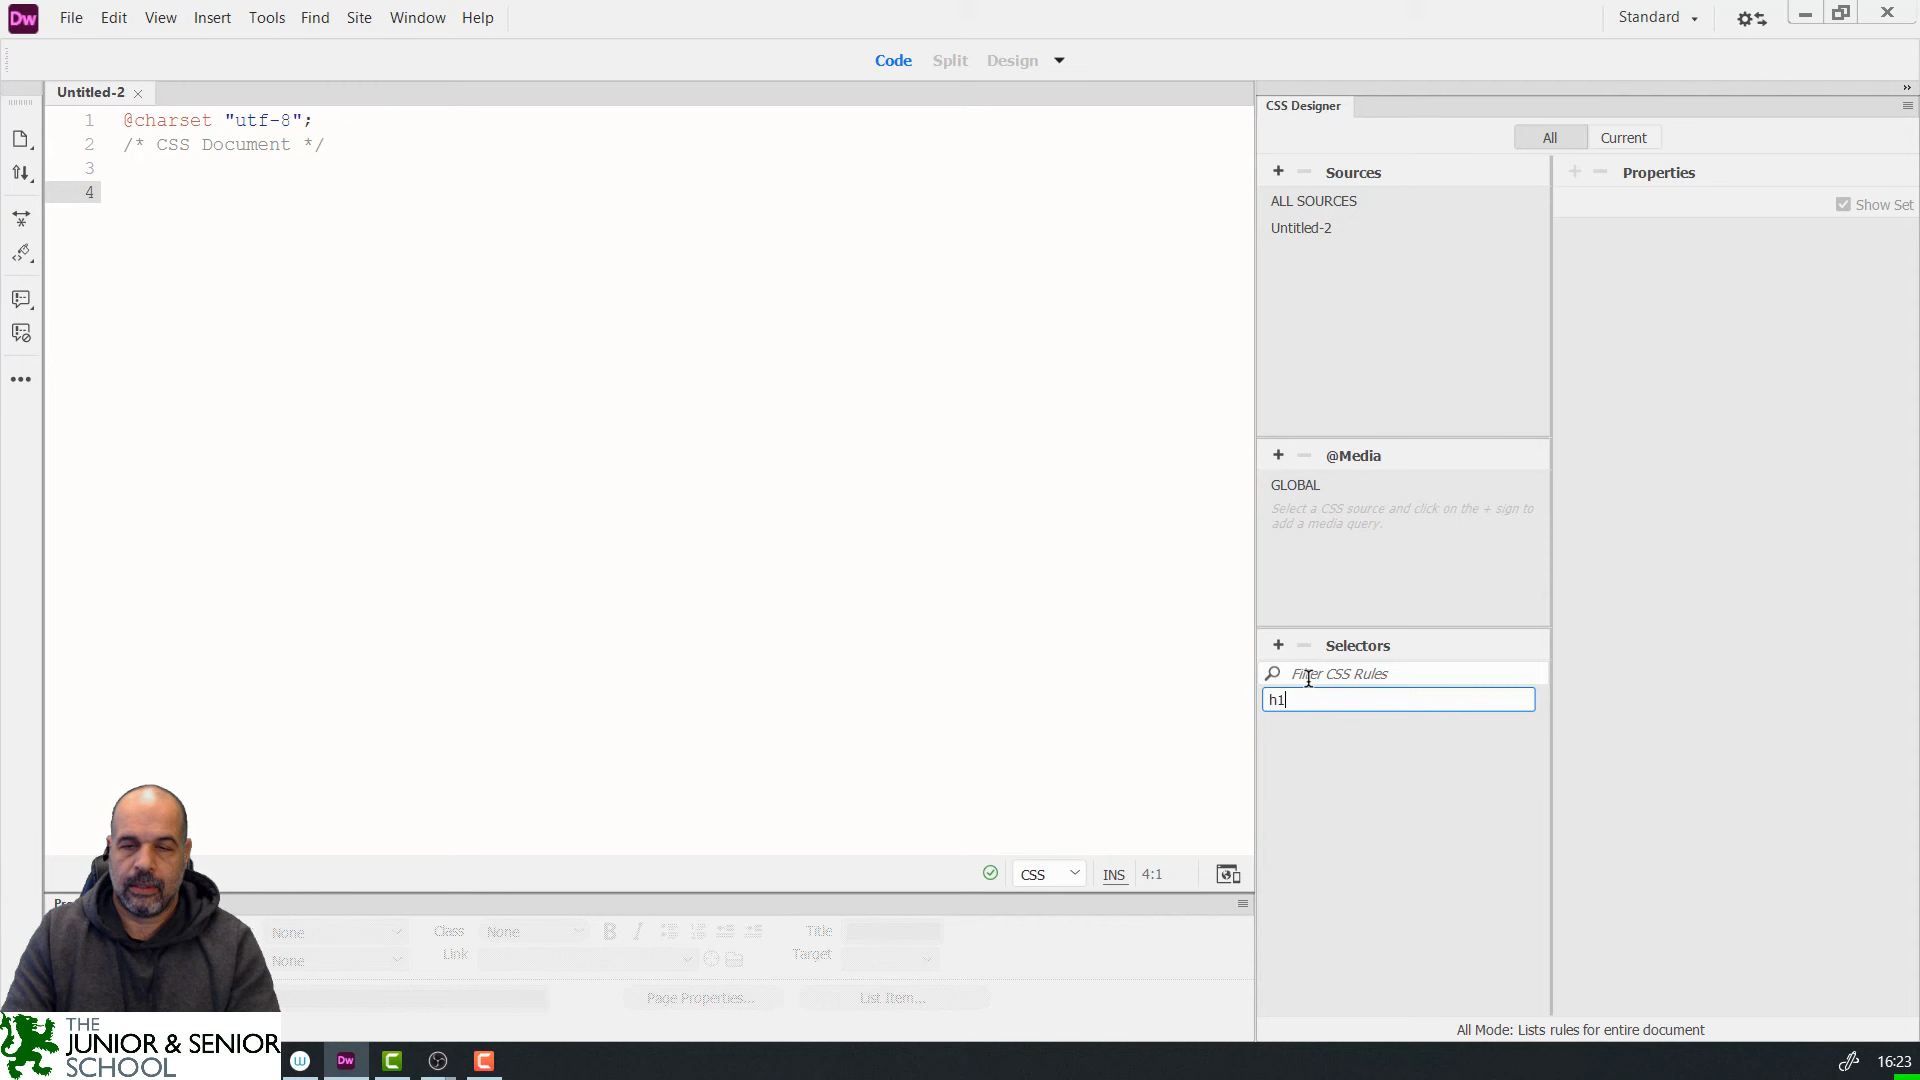 Dw File Edit View Insert Tools Find Site Window Help Standard
Code Split Design
Untitled-2
1 @charset "utf-8";
2 /* CSS Document */
3
4
CSS Designer
All Current
Sources
ALL SOURCES
Untitled-2
Properties
Show Set
@Media
GLOBAL
Select a CSS source and click on the + sign to
add a media query.
Selectors
Filter CSS Rules
h1
CSS INS 4:1
None Class None B I Title
None Link Target
Page Properties... List Item...
All Mode: Lists rules for entire document
THE
JUNIOR & SENIOR
SCHOOL
W Dw
16:23